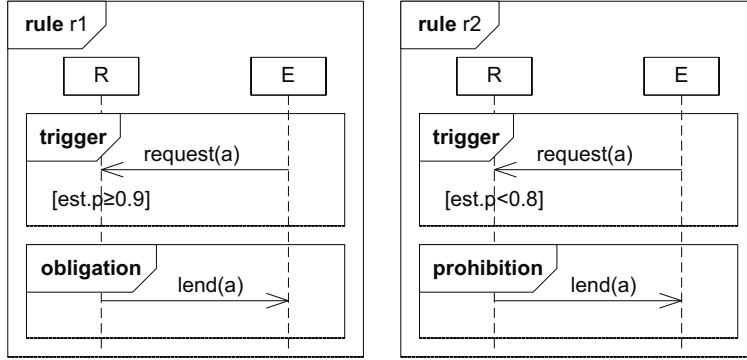 rule r1
R E
trigger
request(a)
[est.p≥0.9]
obligation
lend(a)
rule r2
R E
trigger
request(a)
[est.p<0.8]
prohibition
lend(a)